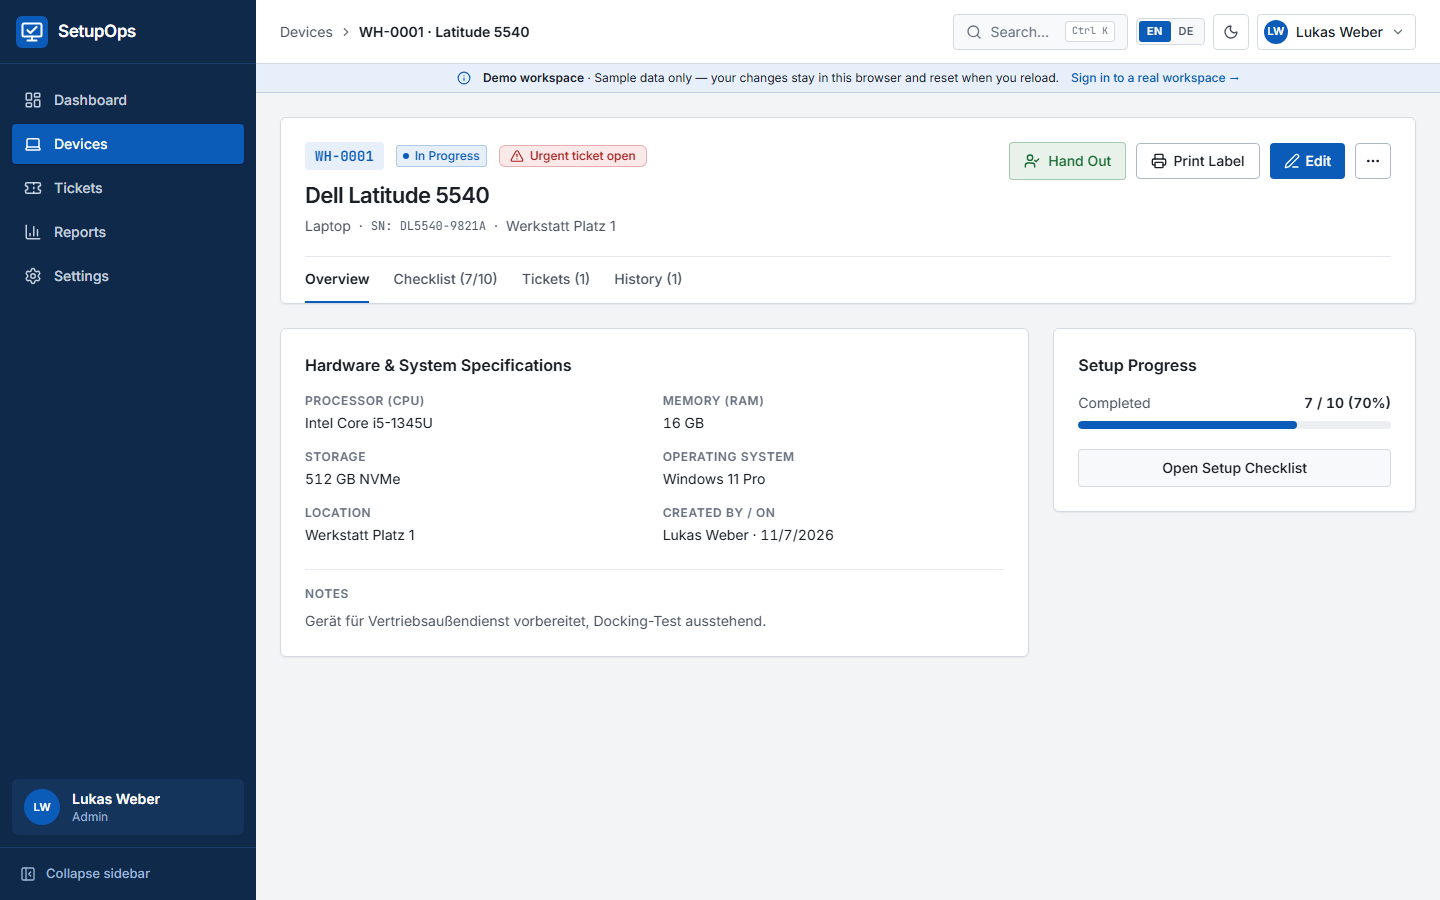 SetupOps
Dashboard
Devices
Tickets
Reports
Settings
LW
Lukas Weber
Admin
Collapse sidebar
Devices > WH-0001 · Latitude 5540
Search... Ctrl K
EN DE
LW Lukas Weber
Demo workspace · Sample data only — your changes stay in this browser and reset when you reload. Sign in to a real workspace →
WH-0001 In Progress Urgent ticket open
Hand Out Print Label Edit ···
Dell Latitude 5540
Laptop · SN: DL5540-9821A · Werkstatt Platz 1
Overview Checklist (7/10) Tickets (1) History (1)
Hardware & System Specifications
PROCESSOR (CPU) MEMORY (RAM)
Intel Core i5-1345U 16 GB
STORAGE OPERATING SYSTEM
512 GB NVMe Windows 11 Pro
LOCATION CREATED BY / ON
Werkstatt Platz 1 Lukas Weber · 11/7/2026
NOTES
Gerät für Vertriebsaußendienst vorbereitet, Docking-Test ausstehend.
Setup Progress
Completed 7 / 10 (70%)
Open Setup Checklist